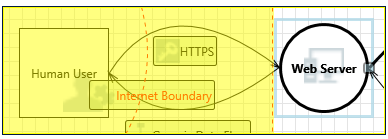 HTTPS
Human User
Web Server
Internet Boundary